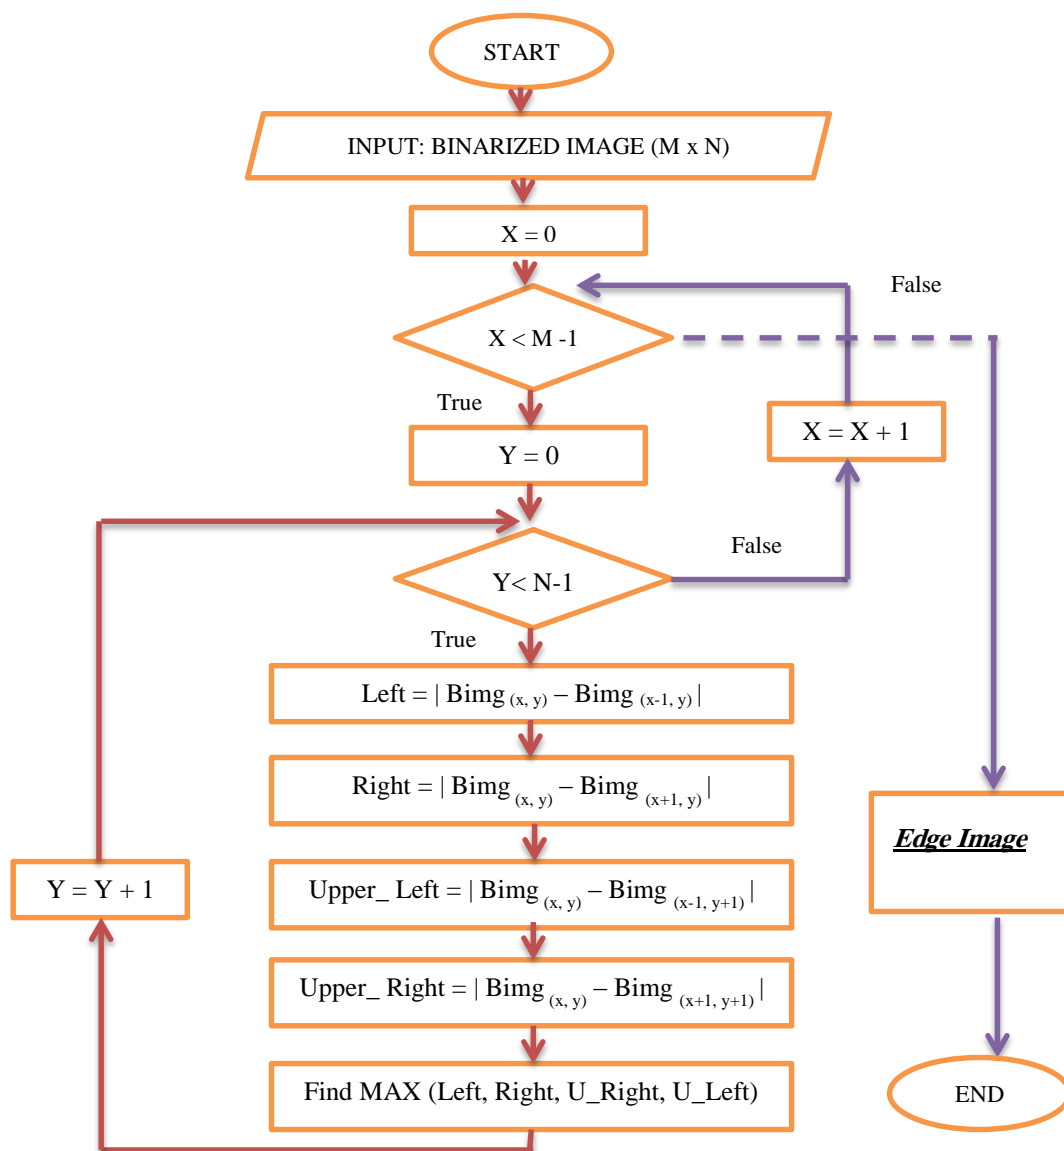 START
INPUT: BINARIZED IMAGE (M x N)
X = 0
False
X < M -1
True
X = X + 1
Y = 0
False
Y< N-1
True
Left = | Bimg (x, y) – Bimg (x-1, y) |
Right = | Bimg (x, y) – Bimg (x+1, y) |
Edge Image
Y = Y + 1
Upper_ Left = | Bimg (x, y) – Bimg (x-1, y+1) |
Upper_ Right = | Bimg (x, y) – Bimg (x+1, y+1) |
Find MAX (Left, Right, U_Right, U_Left)
END